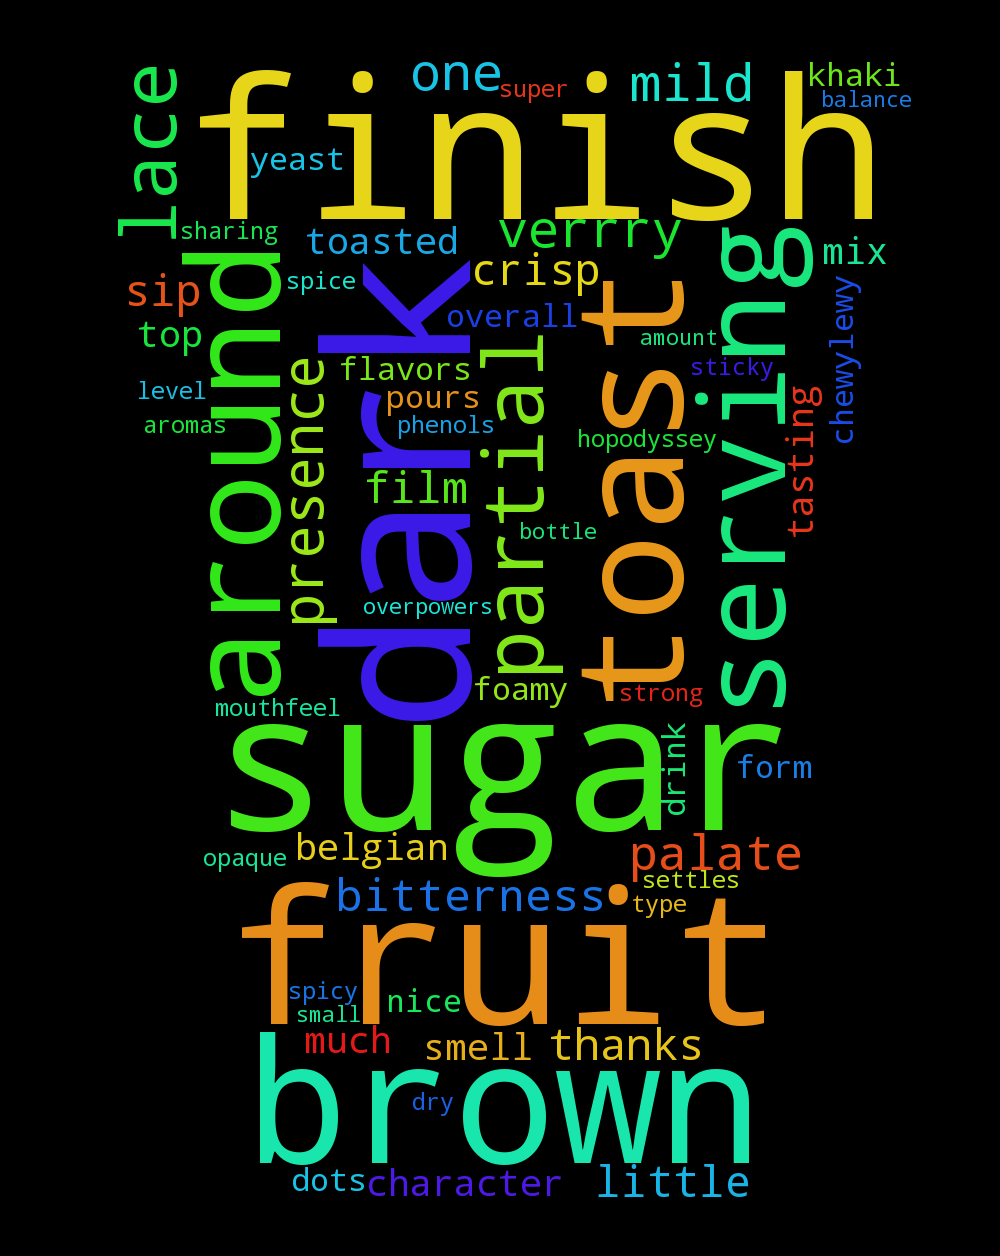 one
super
mild
khaki
balance
lace
finish
yeast
sharing
toasted
verrry
mix
spice
crisp
sip
around
dark
overall
toast
serving
chewylewy
top
amount
flavors
partial
sticky
level
presence
pours
tasting
aromas
phenols
hopodyssey
film
bottle
overpowers
foamy
strong
mouthfeel
sugar
drink
form
opaque
belgian
palate
bitterness
settles
type
fruit
spicy
nice
small
much
smell
thanks
brown
dry
dots
character
little